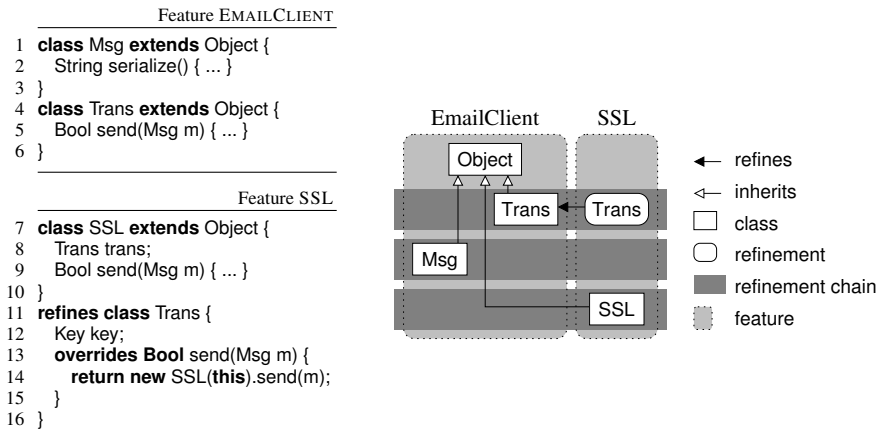 Feature EMAILCLIENT
1 class Msg extends Object {
2 String serialize() { ... }
3 }
4 class Trans extends Object {
5 Bool send(Msg m) { ... }
6 }
Feature SSL
7 class SSL extends Object {
8 Trans trans;
9 Bool send(Msg m) { ... }
10 }
11 refines class Trans {
12 Key key;
13 overrides Bool send(Msg m) {
14 return new SSL(this).send(m);
15 }
16 }
EmailClient SSL
Object
Trans Trans
Msg
SSL
refines
inherits
class
refinement
refinement chain
feature